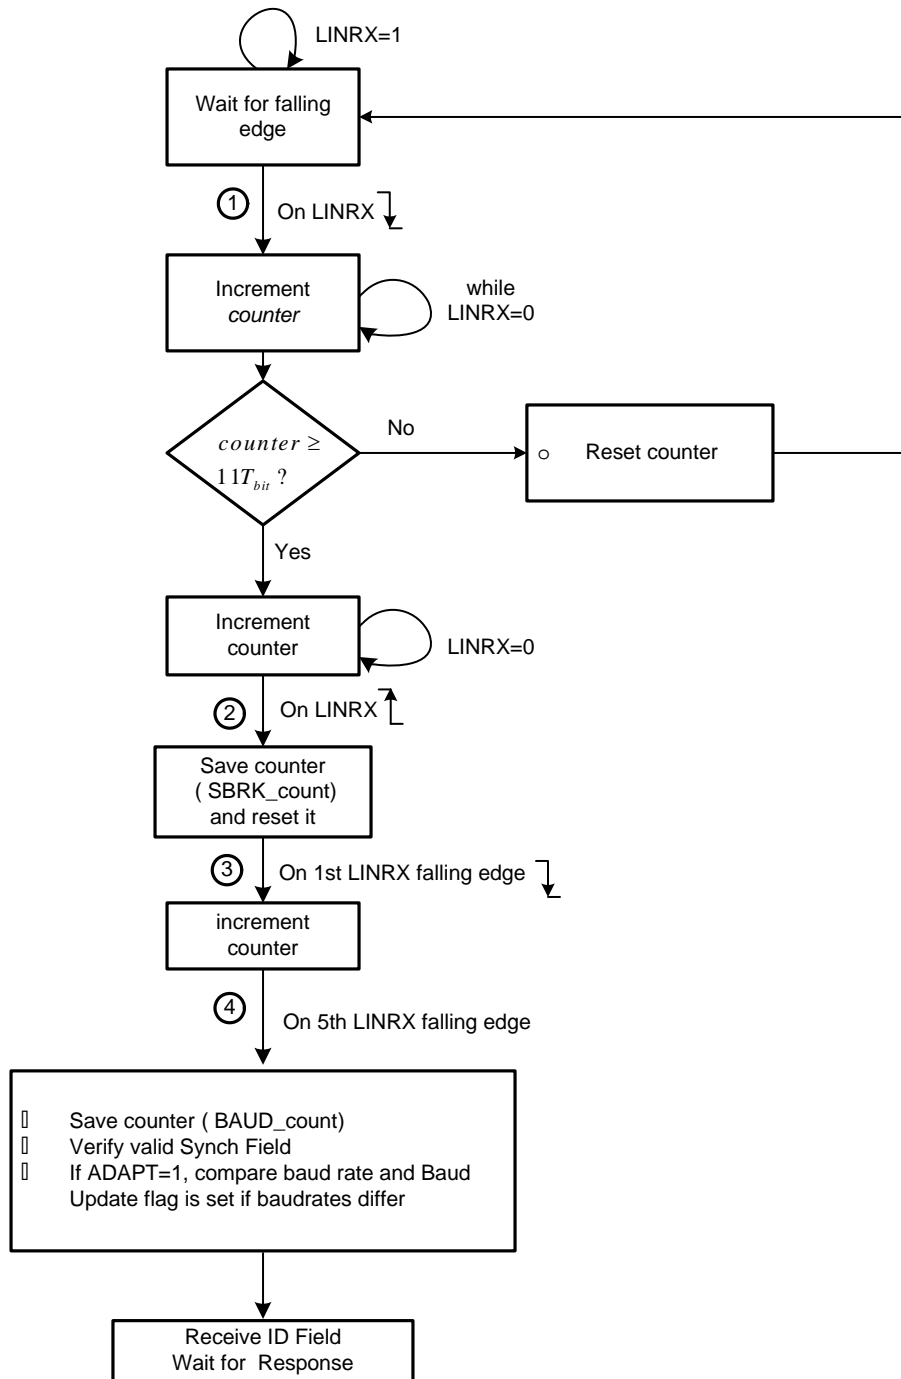 LINRX=1
Wait for falling
edge
1
On LINRX
Increment
counter
while
LINRX=0
counter ≥
11T_bit ?
No
Reset counter
Yes
Increment
counter
LINRX=0
2
On LINRX
Save counter
( SBRK_count)
and reset it
3
On 1st LINRX falling edge
increment
counter
4
On 5th LINRX falling edge
Save counter ( BAUD_count)
Verify valid Synch Field
If ADAPT=1, compare baud rate and Baud
Update flag is set if baudrates differ
Receive ID Field
Wait for Response